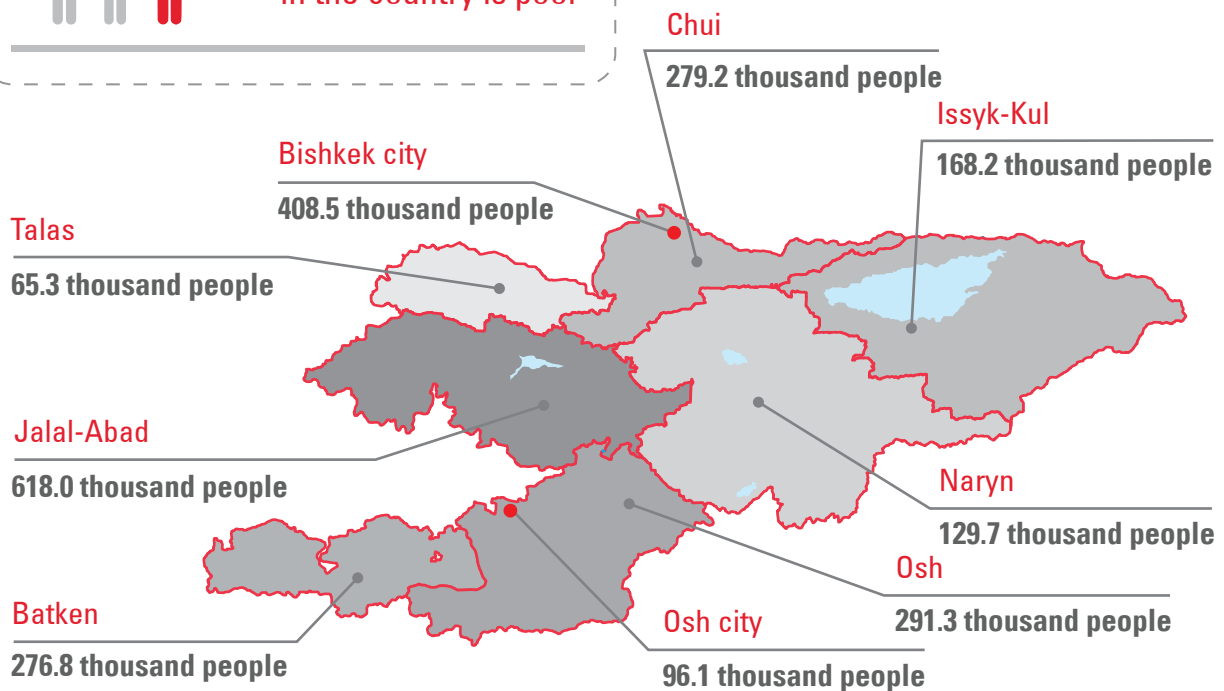 in the country is poor
Chui
279.2 thousand people
Issyk-Kul
168.2 thousand people
Bishkek city
408.5 thousand people
Talas
65.3 thousand people
Jalal-Abad
618.0 thousand people
Naryn
129.7 thousand people
Osh
291.3 thousand people
Osh city
96.1 thousand people
Batken
276.8 thousand people